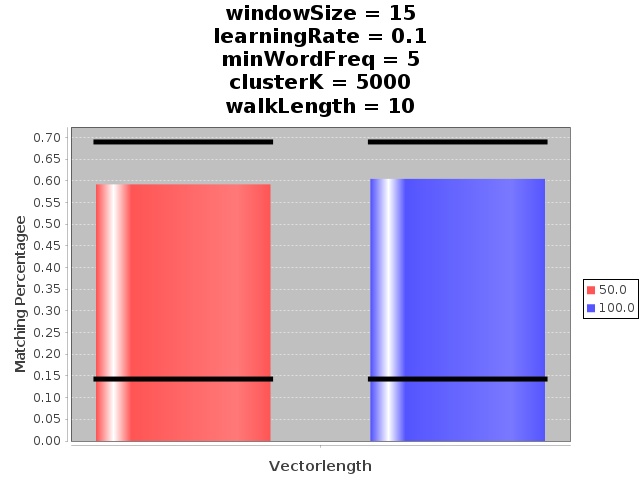 windowSize = 15
learningRate = 0.1
minWordFreq = 5
clusterK = 5000
walkLength = 10
Matching Percentagee
0.70
0.65
0.60
0.55
0.50
0.45
0.40
0.35
0.30
0.25
0.20
0.15
0.10
0.05
0.00
Vectorlength
50.0
100.0